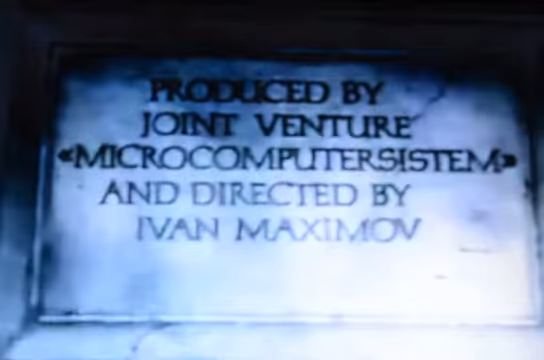 PRODUCED BY
JOINT VENTURE
«MICROCOMPUTERSISTEM»
AND DIRECTED BY
IVAN MAXIMOV